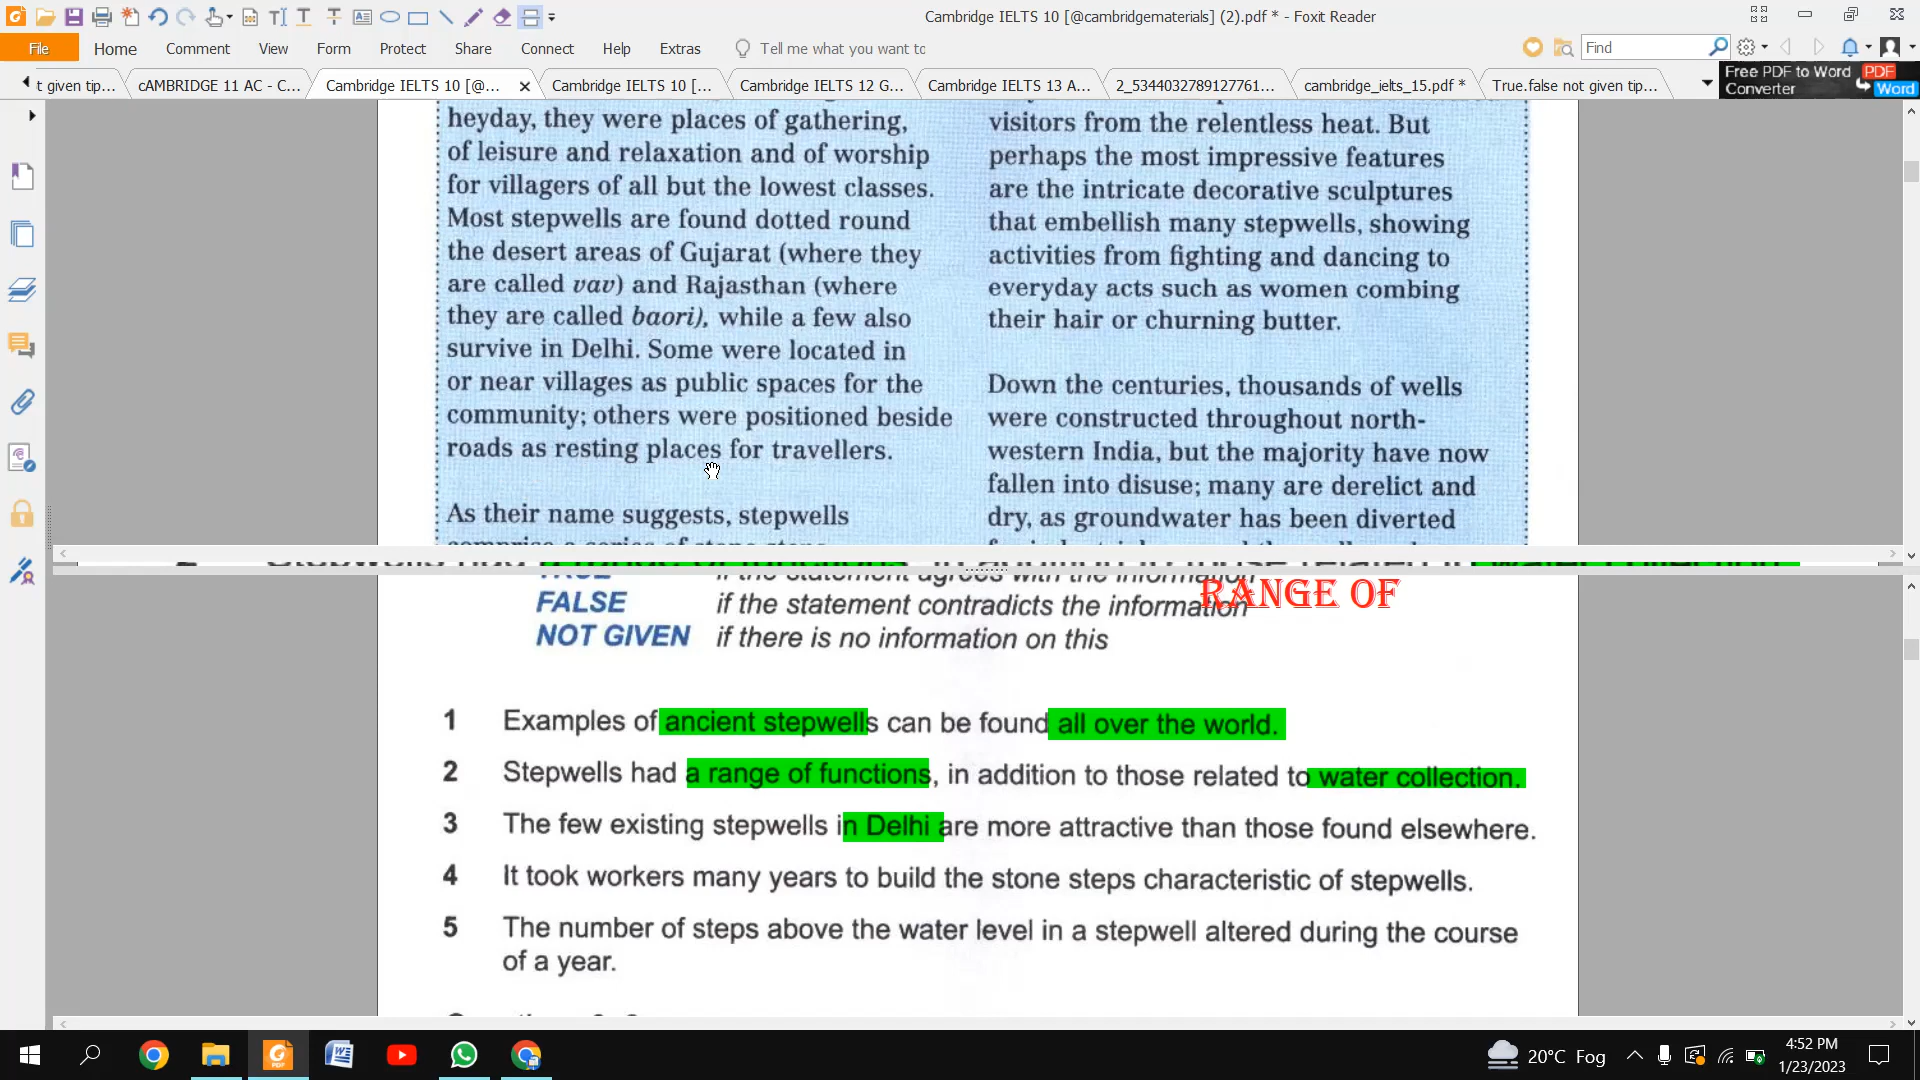 Cambridge IELTS 10 [@cambridgematerials] (2).pdf * - Foxit Reader
File Home Comment View Form Protect Share Connect Help Extras Tell me what you want to Find
t given tip... cAMBRIDGE 11 AC - C... Cambridge IELTS 10 [@... Cambridge IELTS 10 [... Cambridge IELTS 12 G... Cambridge IELTS 13 A... 2_5344032789127761... cambridge_ielts_15.pdf * True.false not given tip...
Free PDF to Word
Converter
PDF
Word
heyday, they were places of gathering,
of leisure and relaxation and of worship
for villagers of all but the lowest classes.
Most stepwells are found dotted round
the desert areas of Gujarat (where they
are called vav) and Rajasthan (where
they are called baori), while a few also
survive in Delhi. Some were located in
or near villages as public spaces for the
community; others were positioned beside
roads as resting places for travellers.
As their name suggests, stepwells
comprise a series of stone steps
visitors from the relentless heat. But
perhaps the most impressive features
are the intricate decorative sculptures
that embellish many stepwells, showing
activities from fighting and dancing to
everyday acts such as women combing
their hair or churning butter.
Down the centuries, thousands of wells
were constructed throughout north-
western India, but the majority have now
fallen into disuse; many are derelict and
dry, as groundwater has been diverted
TRUE if the statement agrees with the information
RANGE OF
FALSE if the statement contradicts the information
NOT GIVEN if there is no information on this
1 Examples of ancient stepwells can be found all over the world.
2 Stepwells had a range of functions, in addition to those related to water collection.
3 The few existing stepwells in Delhi are more attractive than those found elsewhere.
4 It took workers many years to build the stone steps characteristic of stepwells.
5 The number of steps above the water level in a stepwell altered during the course
of a year.
20°C Fog
4:52 PM
1/23/2023